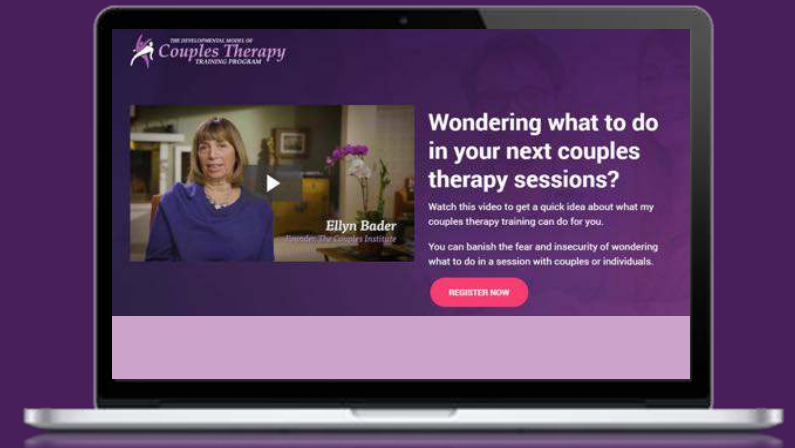 THE DEVELOPMENTAL MODEL OF
Couples Therapy
TRAINING PROGRAM
Ellyn Bader
Founder The Couples Institute
Wondering what to do
in your next couples
therapy sessions?
Watch this video to get a quick idea about what my
couples therapy training can do for you.
You can banish the fear and insecurity of wondering
what to do in a session with couples or individuals.
REGISTER NOW